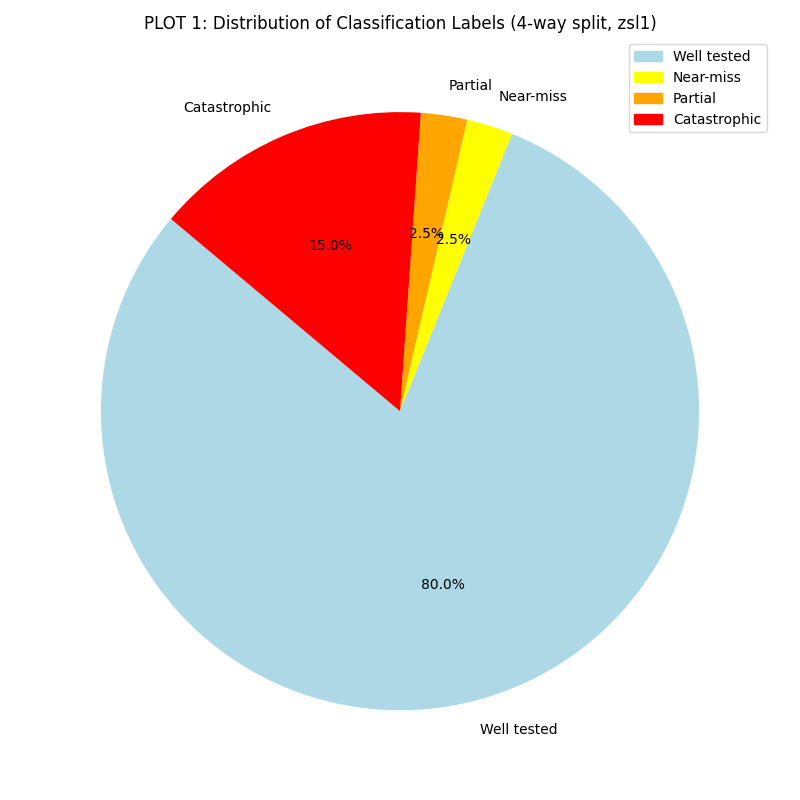 PLOT 1: Distribution of Classification Labels (4-way split, zsl1)
Well tested
Near-miss
Partial
Catastrophic
Partial
Near-miss
Catastrophic
2.5%
2.5%
15.0%
80.0%
Well tested